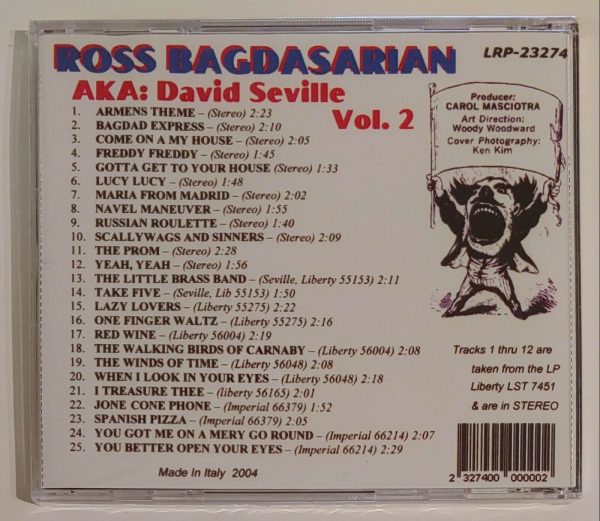 ROSS BAGDASARIAN
LRP-23274
AKA: David Seville
Vol. 2
Producer:
CAROL MASCIOTRA
Art Direction:
Woody Woodward
Cover Photography:
Ken Kim
1. ARMENS THEME – (Stereo) 2:23
2. BAGDAD EXPRESS – (Stereo) 2:10
3. COME ON A MY HOUSE – (Stereo) 2:05
4. FREDDY FREDDY – (Stereo) 1:45
5. GOTTA GET TO YOUR HOUSE (Stereo) 1:33
6. LUCY LUCY – (Stereo) 1:48
7. MARIA FROM MADRID – (Stereo) 2:02
8. NAVEL MANEUVER – (Stereo) 1:55
9. RUSSIAN ROULETTE – (Stereo) 1:40
10. SCALLYWAGS AND SINNERS – (Stereo) 2:09
11. THE PROM – (Stereo) 2:28
12. YEAH, YEAH – (Stereo) 1:56
13. THE LITTLE BRASS BAND – (Seville, Liberty 55153) 2:11
14. TAKE FIVE – (Seville, Lib 55153) 1:50
15. LAZY LOVERS – (Liberty 55275) 2:22
16. ONE FINGER WALTZ – (Liberty 55275) 2:16
17. RED WINE – (Liberty 56004) 2:19
18. THE WALKING BIRDS OF CARNABY – (Liberty 56004) 2:08
19. THE WINDS OF TIME – (Liberty 56048) 2:08
20. WHEN I LOOK IN YOUR EYES – (Liberty 56048) 2:18
21. I TREASURE THEE – (liberty 56165) 2:01
22. JONE CONE PHONE – (Imperial 66379) 1:52
23. SPANISH PIZZA – (Imperial 66379) 2:05
24. YOU GOT ME ON A MERY GO ROUND – (Imperial 66214) 2:07
25. YOU BETTER OPEN YOUR EYES – (Imperial 66214) 2:29
Tracks 1 thru 12 are
taken from the LP
Liberty LST 7451
& are in STEREO
Made in Italy 2004
2 327400 000002